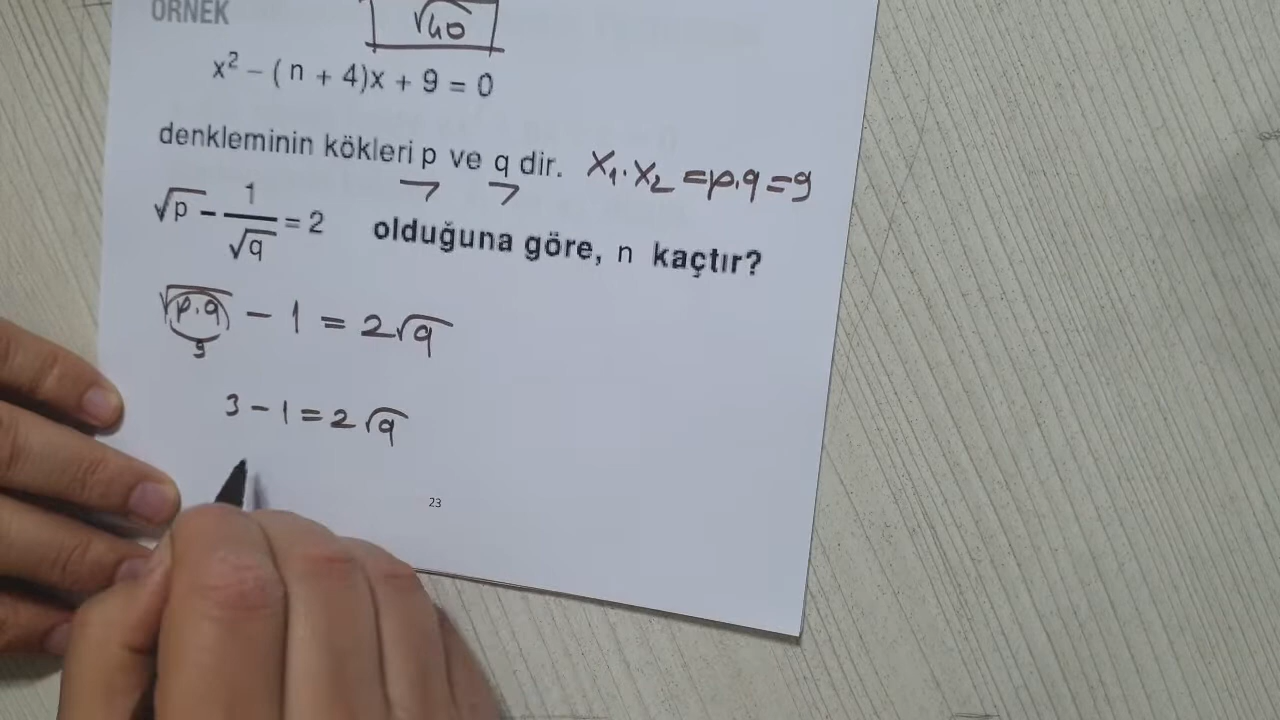 ÖRNEK
√40
x² - (n + 4)x + 9 = 0
denkleminin kökleri p ve q dir. X₁.X₂ = p.q = 9
√p - 1/√q = 2 olduğuna göre, n kaçtır?
√p.q - 1 = 2√q
9
3 - 1 = 2√q
23